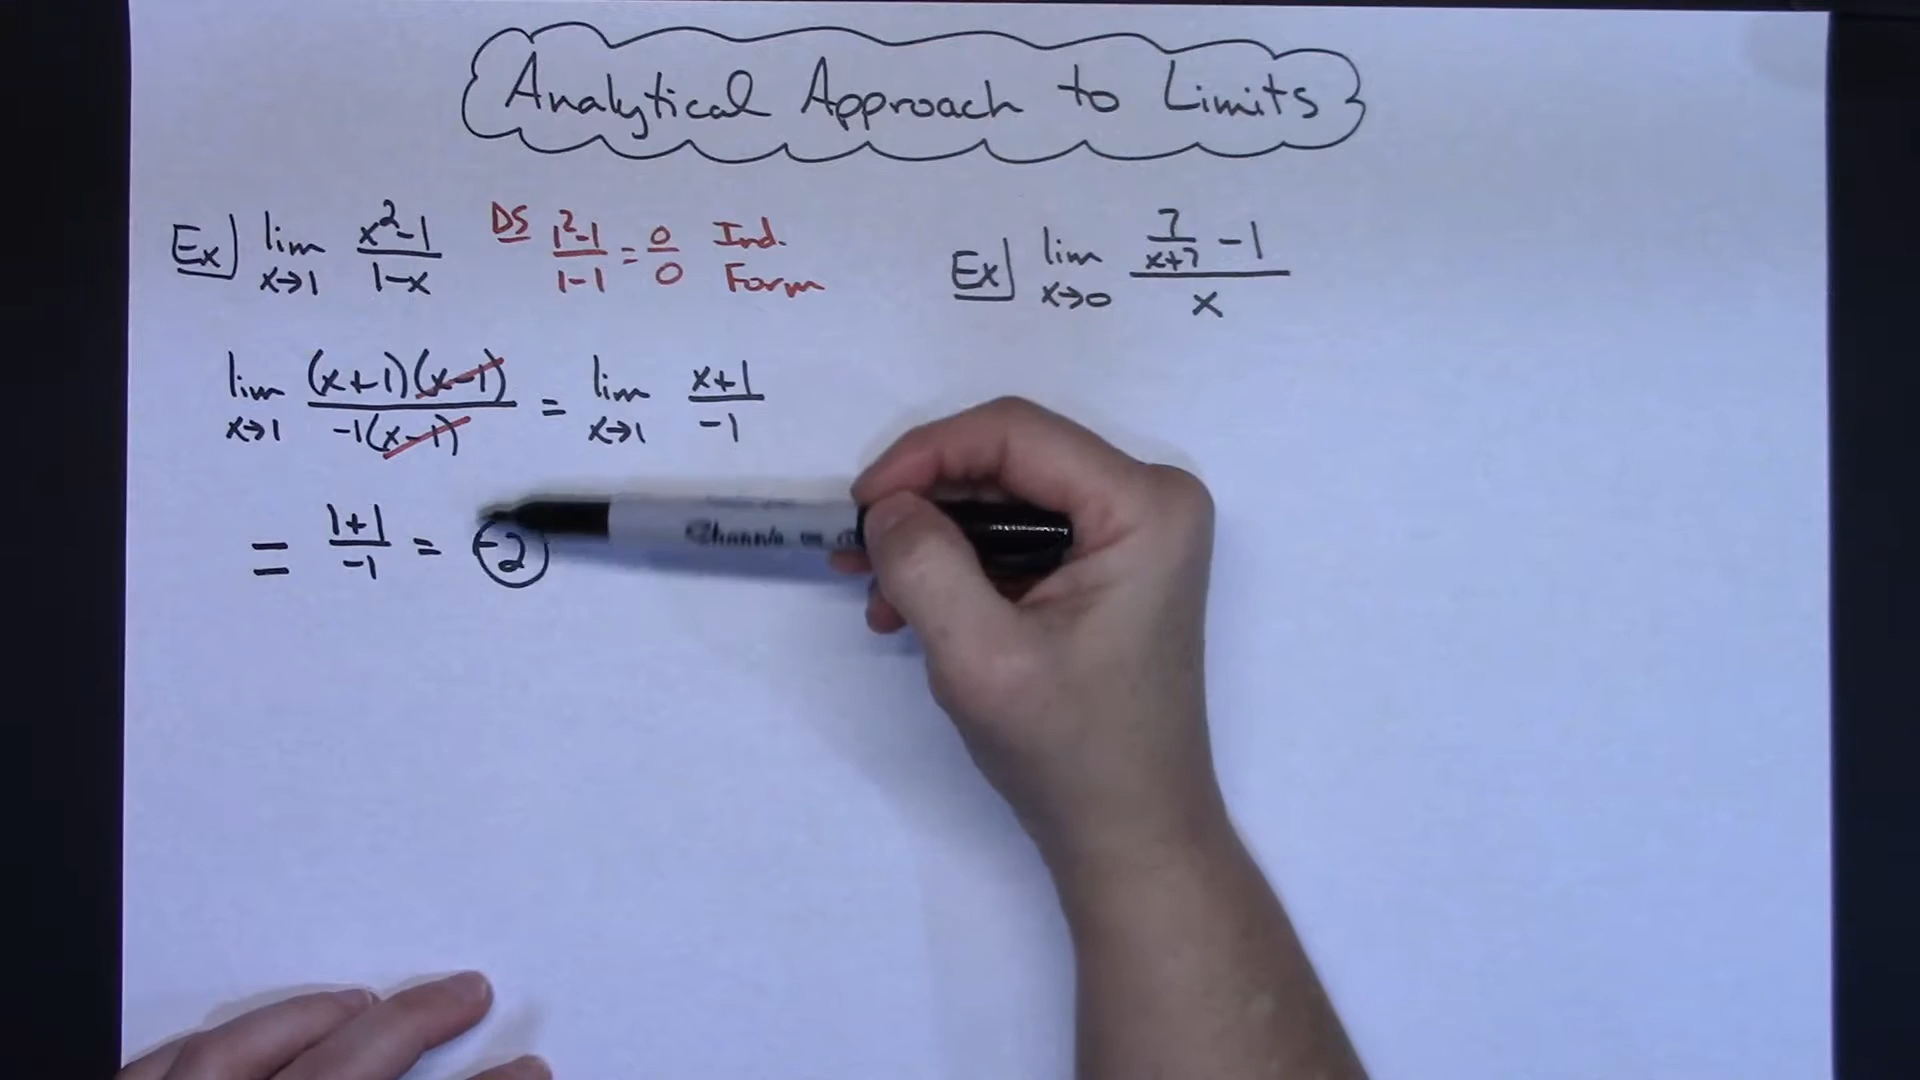 Analytical Approach to Limits
Ex) lim x→1 (x²-1)/(1-x) DS (1²-1)/(1-1) = 0/0 Ind. Form
lim x→1 ((x+1)(x-1))/(-1(x-1)) = lim x→1 (x+1)/(-1)
= (1+1)/(-1) = -2
Ex) lim x→0 (7/(x+7) -1)/x